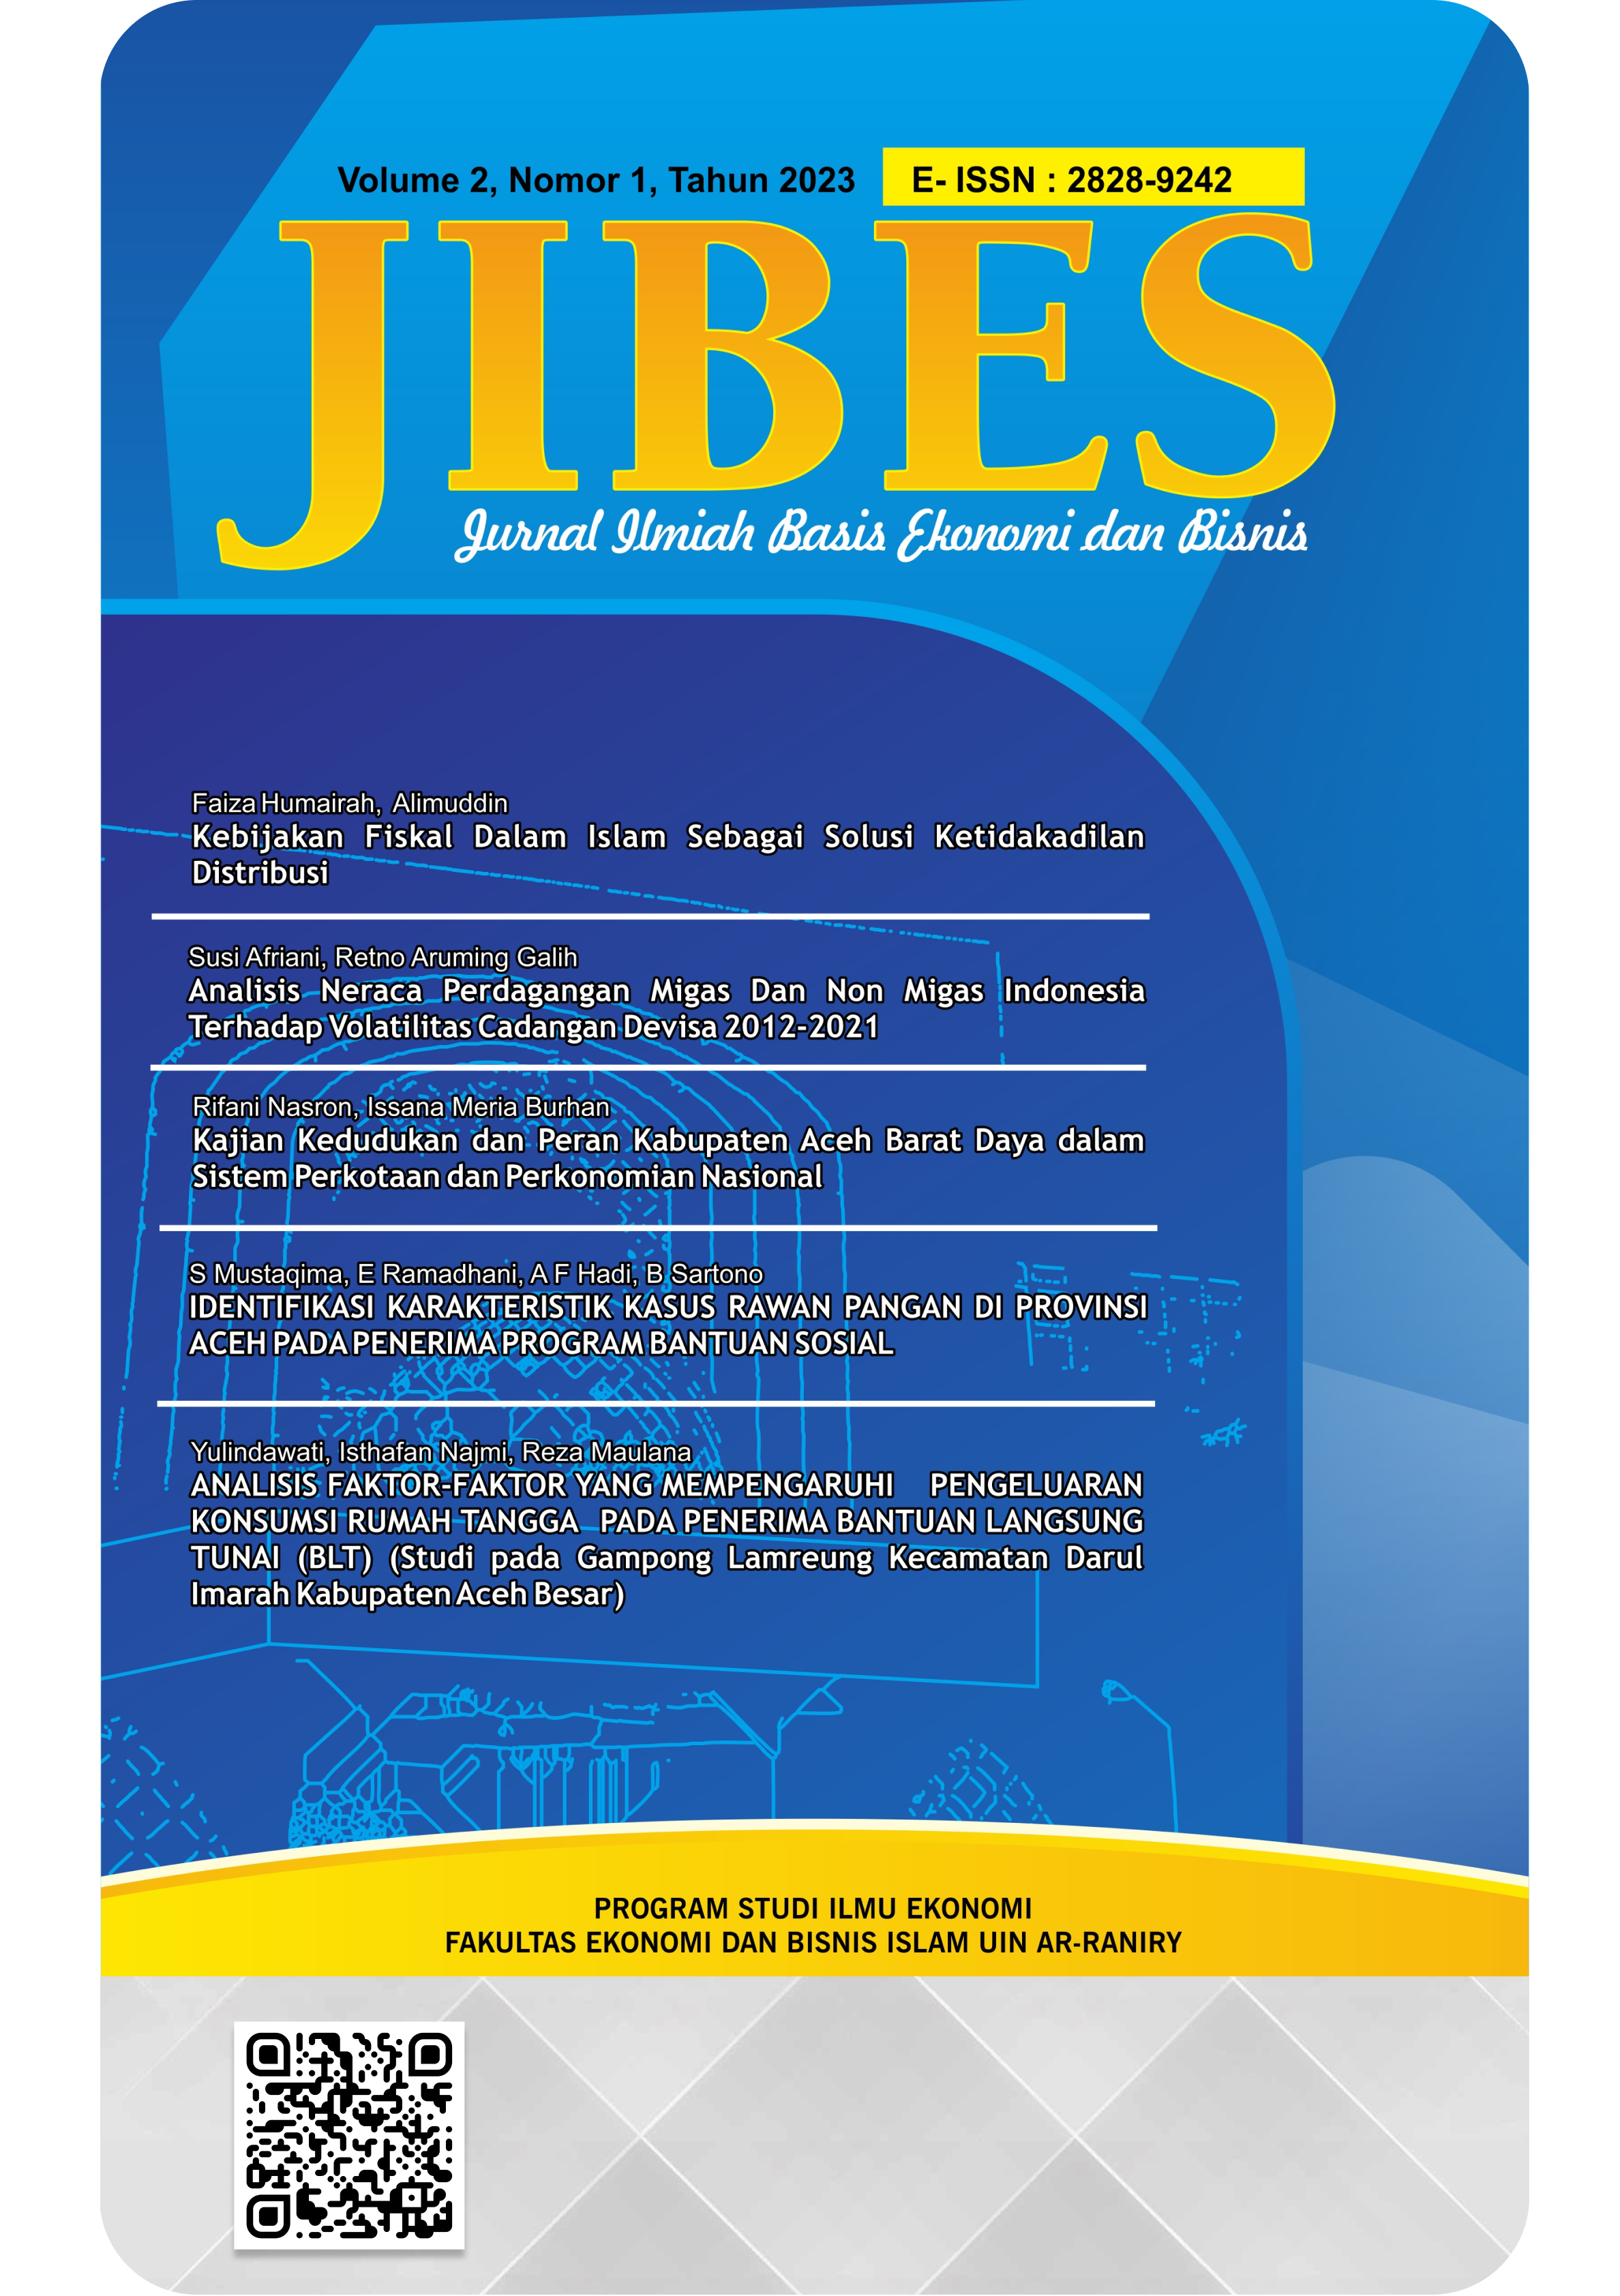 Volume 2, Nomor 1, Tahun 2023
E- ISSN : 2828-9242
JIBES
Jurnal Ilmiah Basis Ekonomi dan Bisnis
Faiza Humairah, Alimuddin
Kebijakan Fiskal Dalam Islam Sebagai Solusi Ketidakadilan
Distribusi
Susi Afriani, Retno Aruming Galih
Analisis Neraca Perdagangan Migas Dan Non Migas Indonesia
Terhadap Volatilitas Cadangan Devisa 2012-2021
Rifani Nasron, Issana Meria Burhan
Kajian Kedudukan dan Peran Kabupaten Aceh Barat Daya dalam
Sistem Perkotaan dan Perkonomian Nasional
S Mustaqima, E Ramadhani, A F Hadi, B Sartono
IDENTIFIKASI KARAKTERISTIK KASUS RAWAN PANGAN DI PROVINSI
ACEH PADA PENERIMA PROGRAM BANTUAN SOSIAL
Yulindawati, Isthafan Najmi, Reza Maulana
ANALISIS FAKTOR-FAKTOR YANG MEMPENGARUHI PENGELUARAN
KONSUMSI RUMAH TANGGA PADA PENERIMA BANTUAN LANGSUNG
TUNAI (BLT) (Studi pada Gampong Lamreung Kecamatan Darul
Imarah Kabupaten Aceh Besar)
PROGRAM STUDI ILMU EKONOMI
FAKULTAS EKONOMI DAN BISNIS ISLAM UIN AR-RANIRY